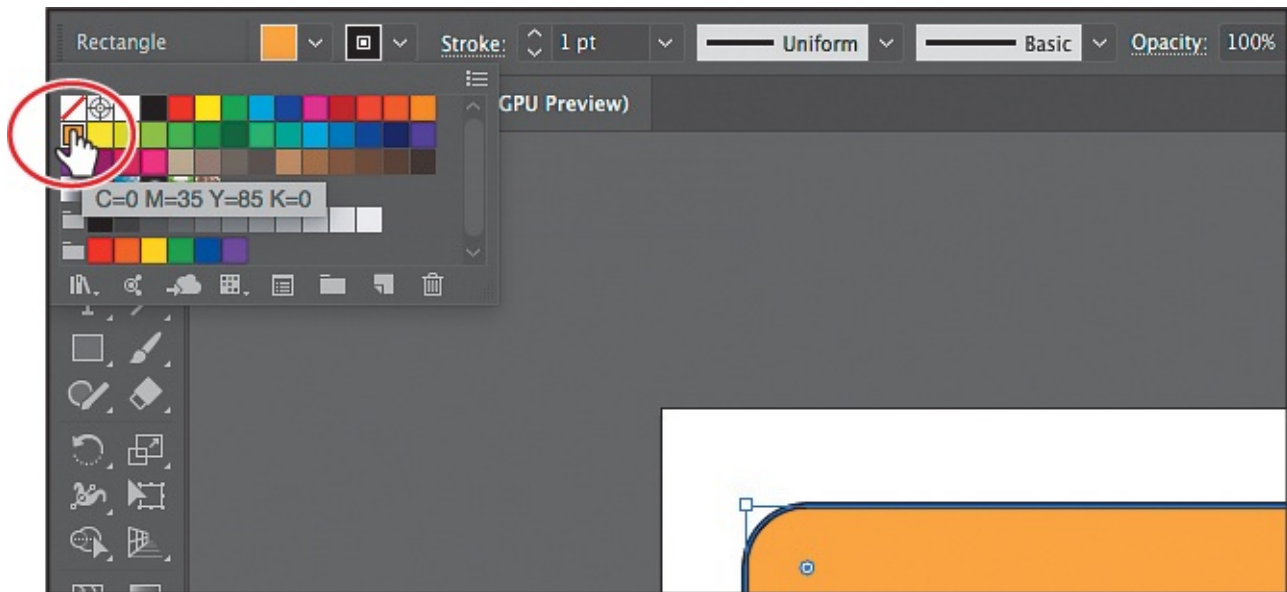 Rectangle Stroke: 1 pt Uniform Basic Opacity: 100%
GPU Preview)
C=0 M=35 Y=85 K=0